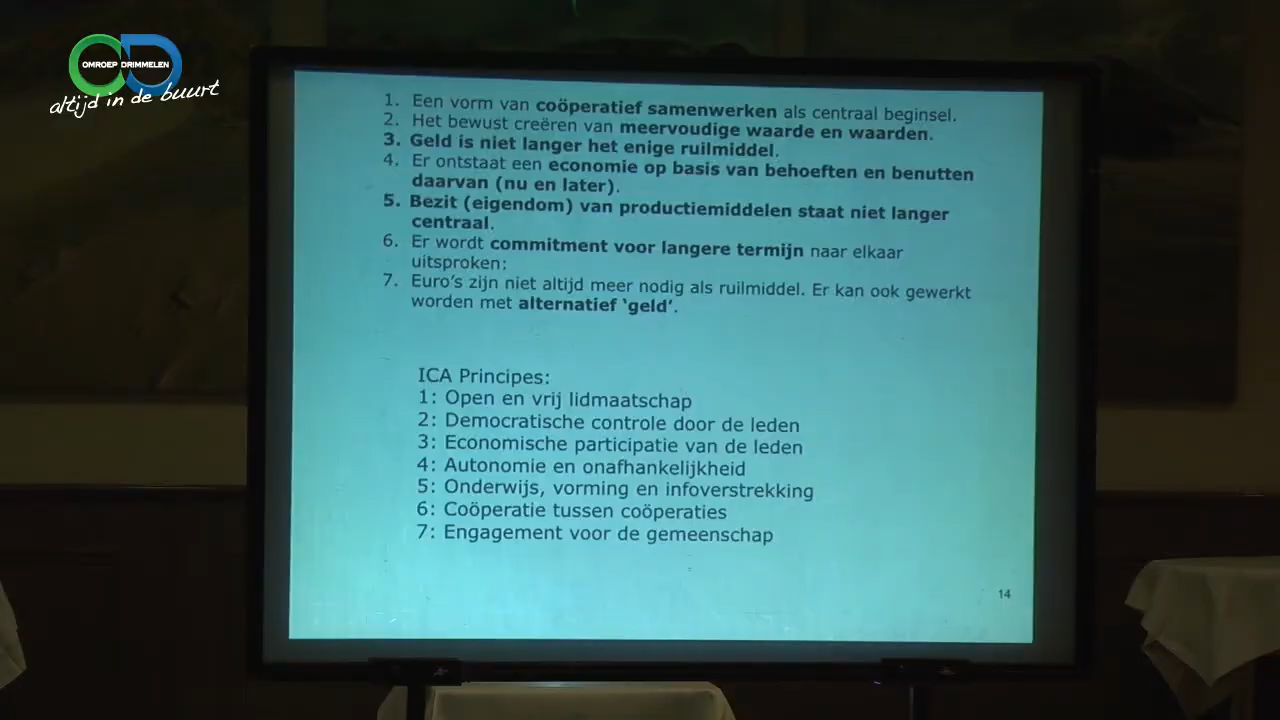 OMROEP DRIMMELEN
altijd in de buurt
1. Een vorm van coöperatief samenwerken als centraal beginsel.
2. Het bewust creëren van meervoudige waarde en waarden.
3. Geld is niet langer het enige ruilmiddel.
4. Er ontstaat een economie op basis van behoeften en benutten
daarvan (nu en later).
5. Bezit (eigendom) van productiemiddelen staat niet langer
centraal.
6. Er wordt commitment voor langere termijn naar elkaar
uitsproken;
7. Euro's zijn niet altijd meer nodig als ruilmiddel. Er kan ook gewerkt
worden met alternatief 'geld'.
ICA Principes:
1: Open en vrij lidmaatschap
2: Democratische controle door de leden
3: Economische participatie van de leden
4: Autonomie en onafhankelijkheid
5: Onderwijs, vorming en infoverstrekking
6: Coöperatie tussen coöperaties
7: Engagement voor de gemeenschap
14